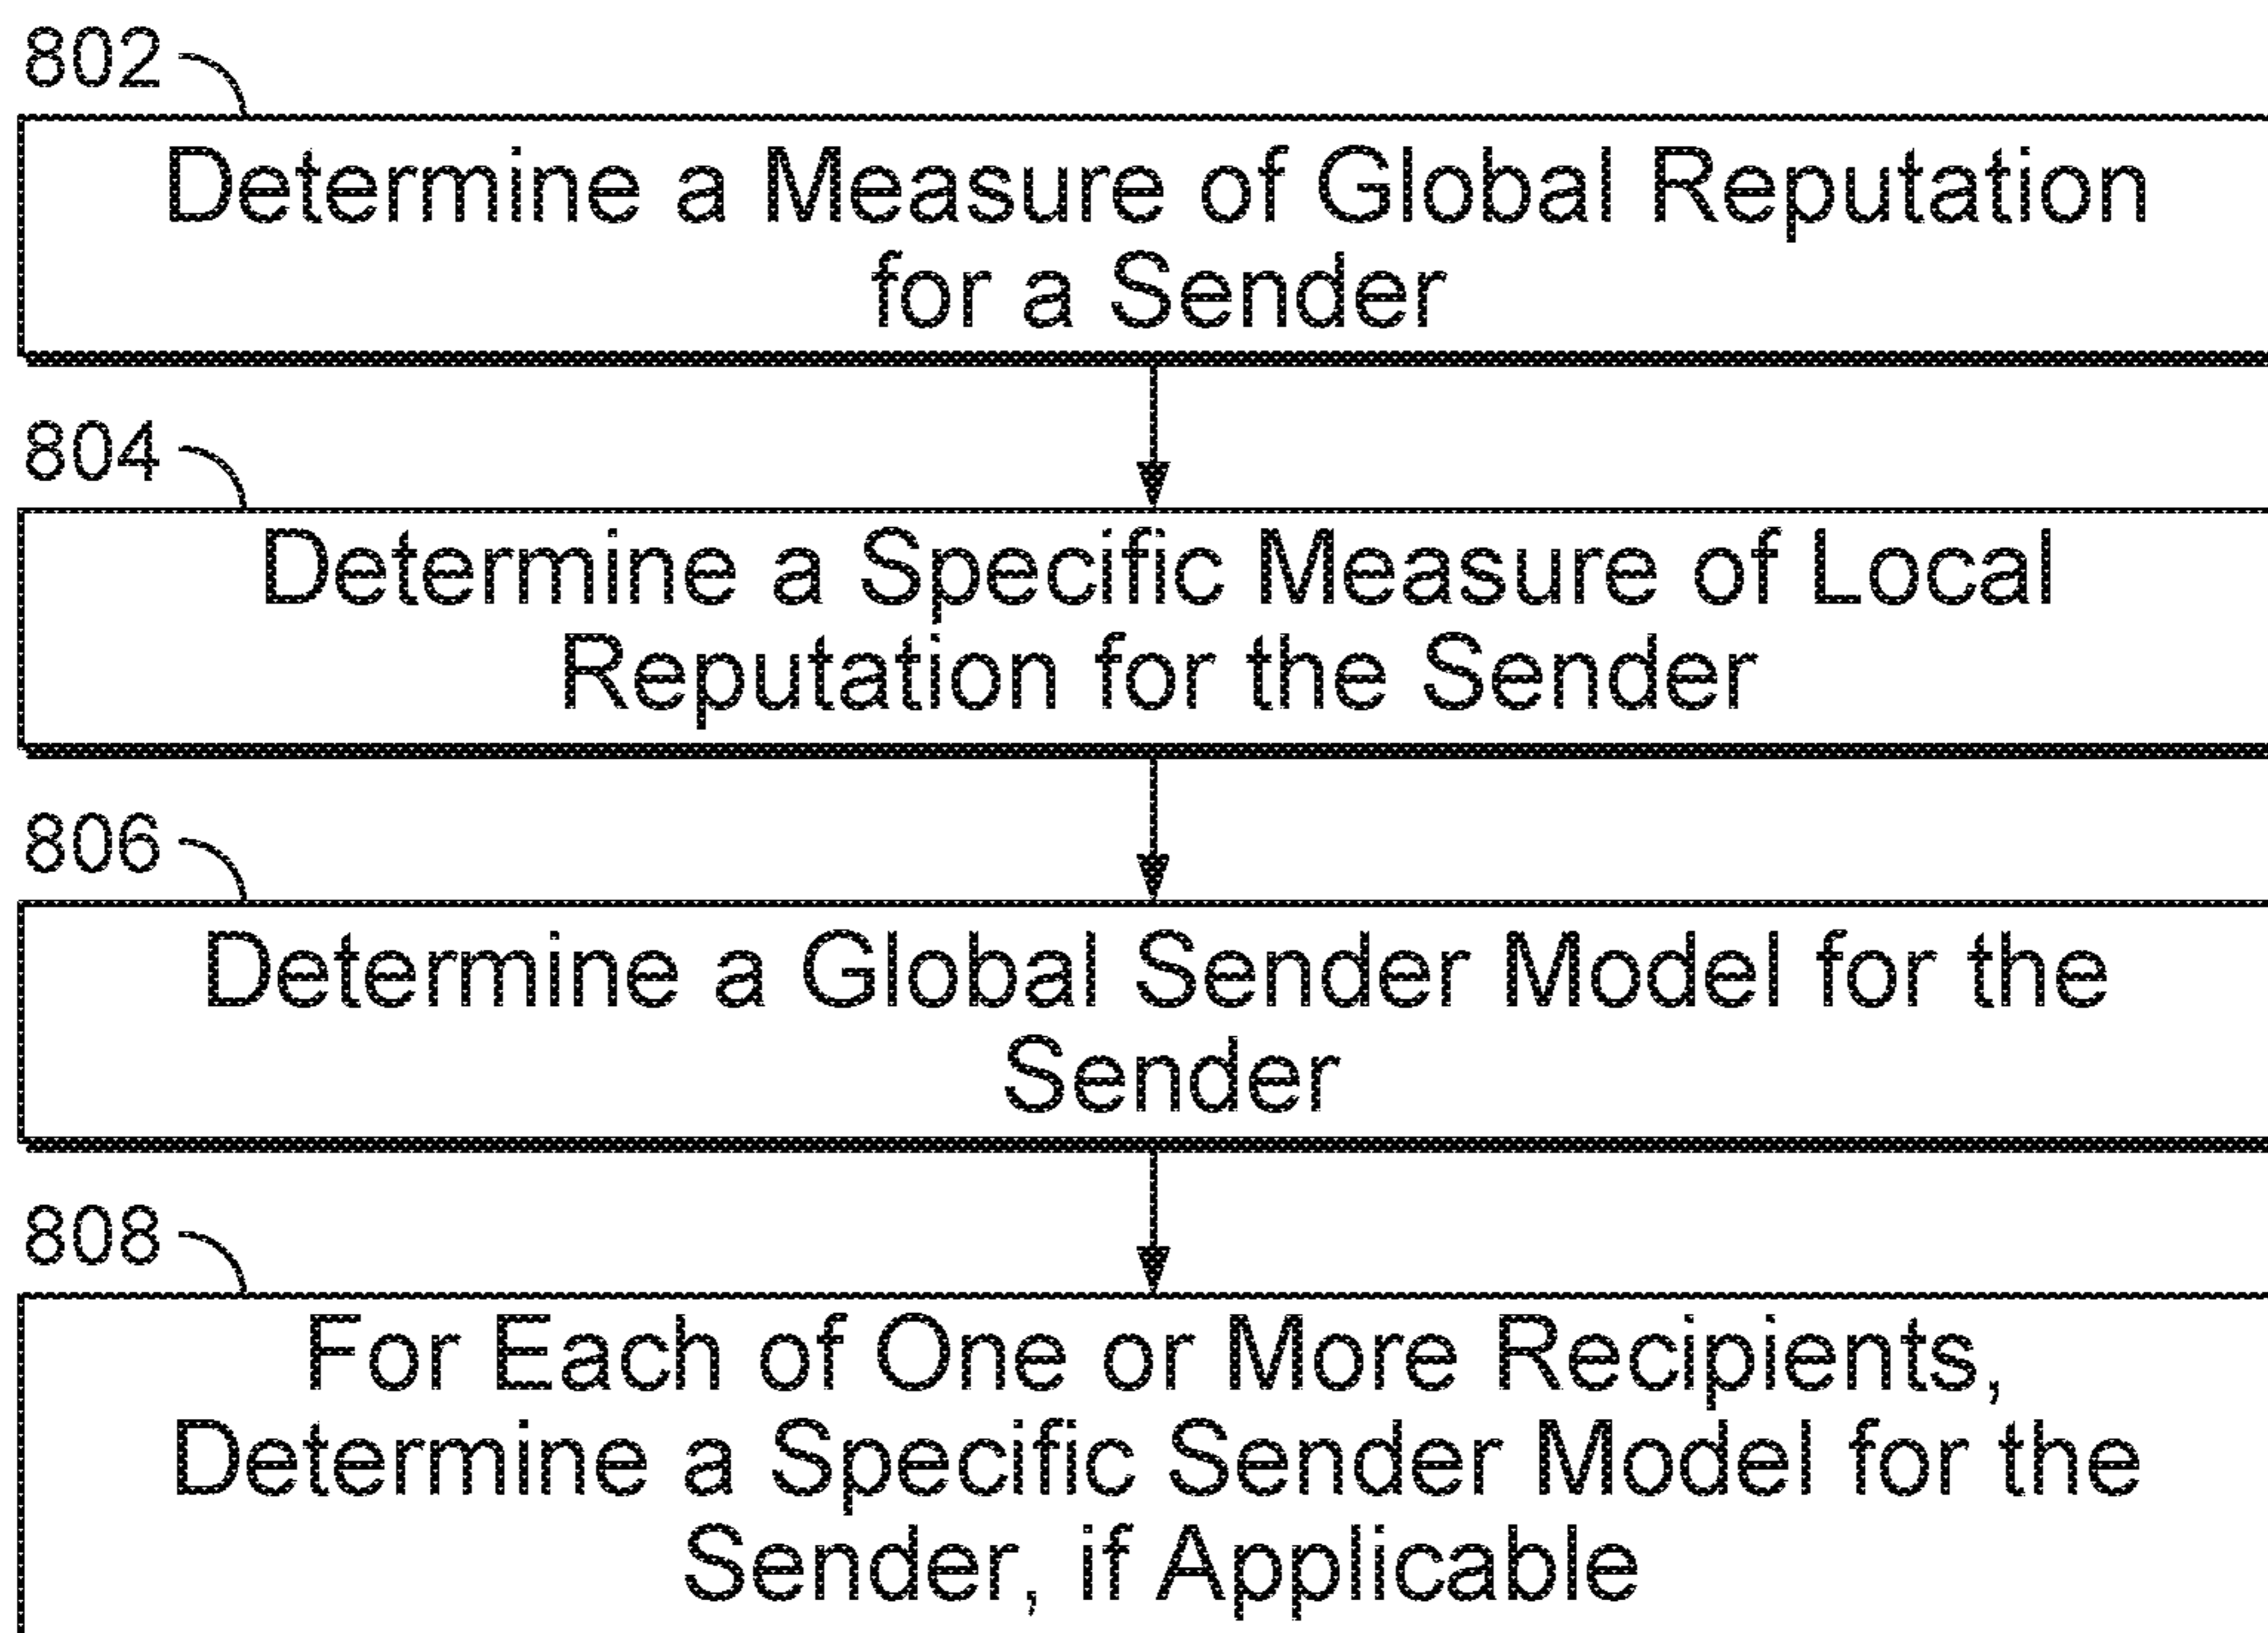 802
Determine a Measure of Global Reputation
for a Sender
804
Determine a Specific Measure of Local
Reputation for the Sender
806
Determine a Global Sender Model for the
Sender
808
For Each of One or More Recipients,
Determine a Specific Sender Model for the
Sender, if Applicable